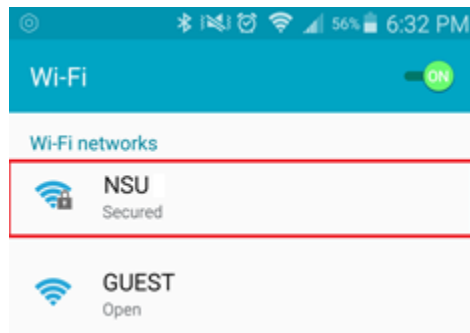 56% 6:32 PM
Wi-Fi ON
Wi-Fi networks
NSU
Secured
GUEST
Open